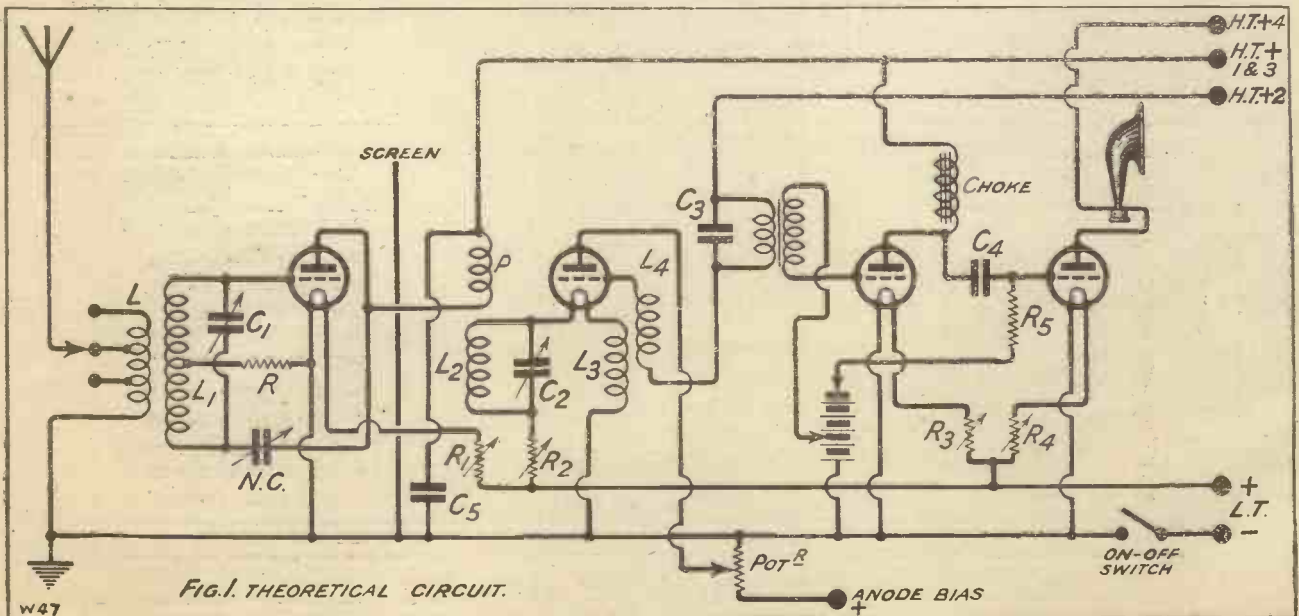 H.T.+4
H.T.+
1 & 3
H.T.+2
SCREEN
CHOKE
P
C3
L4
C4
L
C1
R5
L1
R
L2
C2
L3
N.C.
R1
R2
R3
R4
C5
+
L.T.
-
POT R
ON-OFF
SWITCH
FIG.1. THEORETICAL CIRCUIT.
ANODE BIAS
+
W47